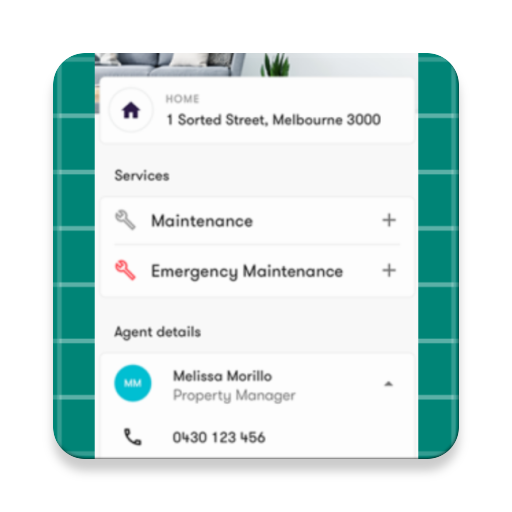 HOME
1 Sorted Street, Melbourne 3000
Services
Maintenance
Emergency Maintenance
Agent details
MM
Melissa Morillo
Property Manager
0430 123 456